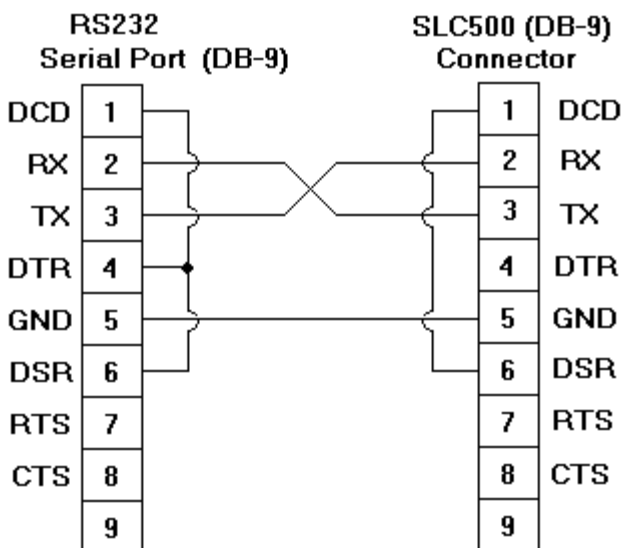 RS232 SLC500 (DB-9)
Serial Port (DB-9) Connector
DCD 1 1 DCD
RX 2 2 RX
TX 3 3 TX
DTR 4 4 DTR
GND 5 5 GND
DSR 6 6 DSR
RTS 7 7 RTS
CTS 8 8 CTS
9 9